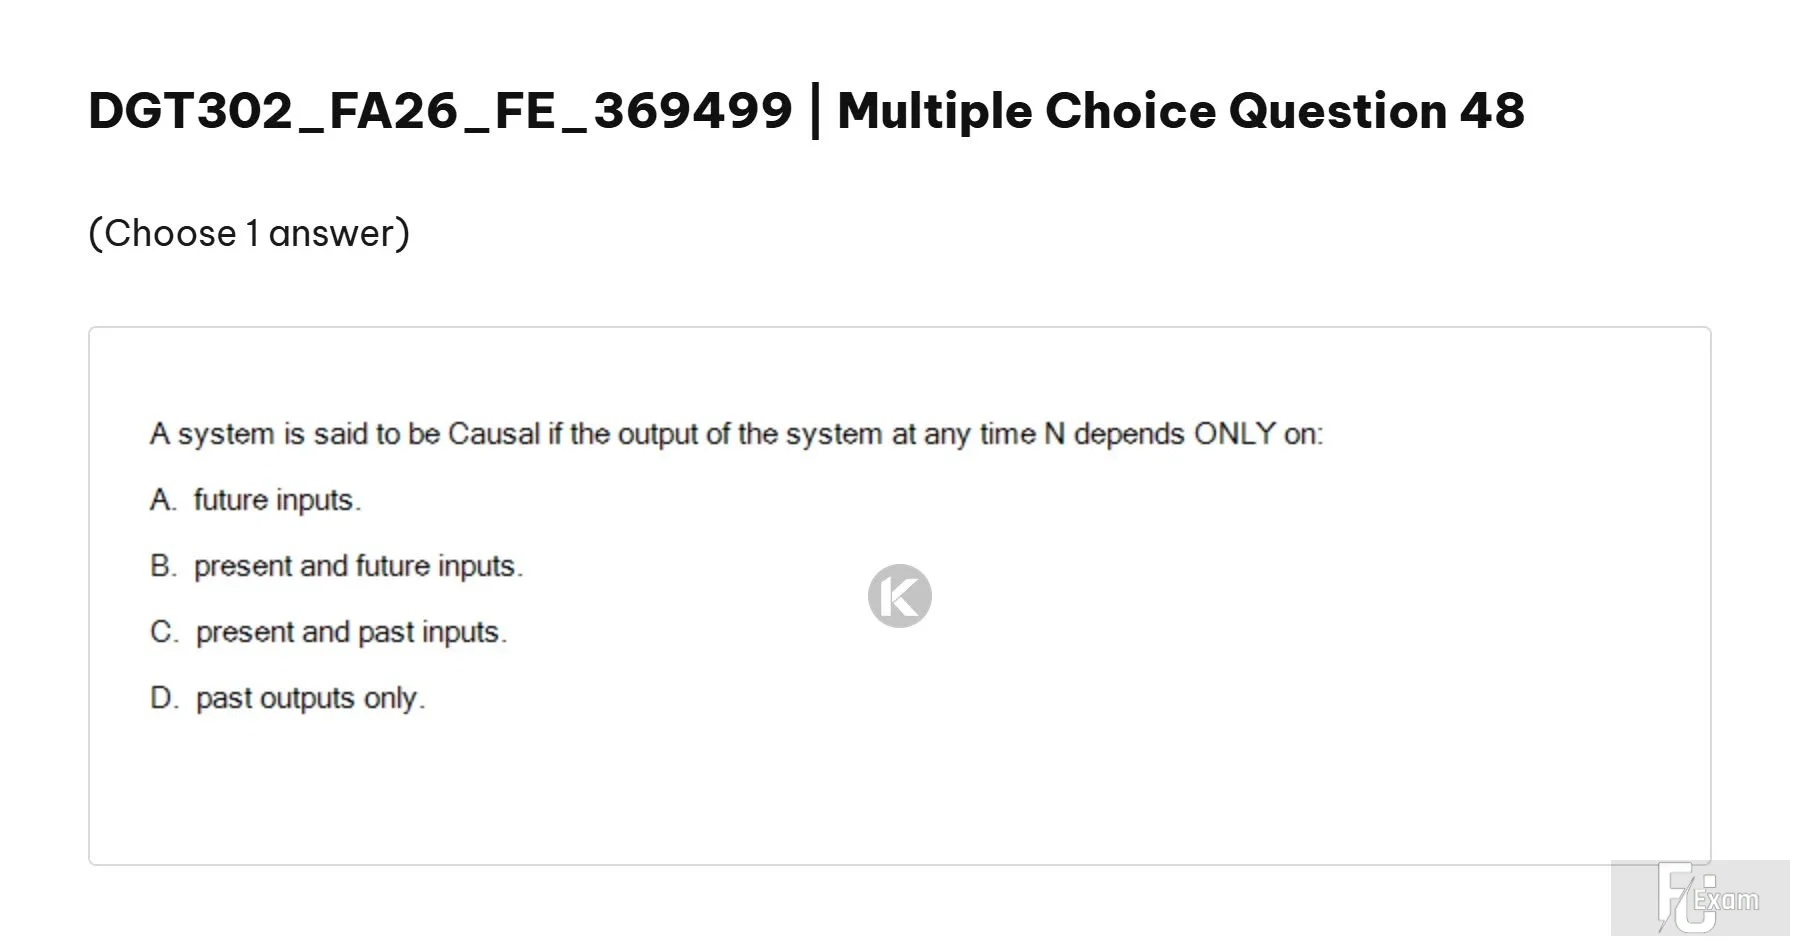 DGT302_FA26_FE_369499 | Multiple Choice Question 48
(Choose 1 answer)
A system is said to be Causal if the output of the system at any time N depends ONLY on:
A. future inputs.
B. present and future inputs.
C. present and past inputs.
D. past outputs only.
K
FU Exam